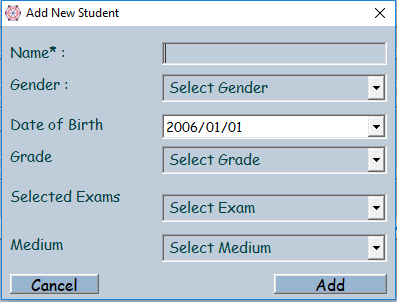 Add New Student
Name* :
Gender : Select Gender
Date of Birth 2006/01/01
Grade Select Grade
Selected Exams Select Exam
Medium Select Medium
Cancel Add